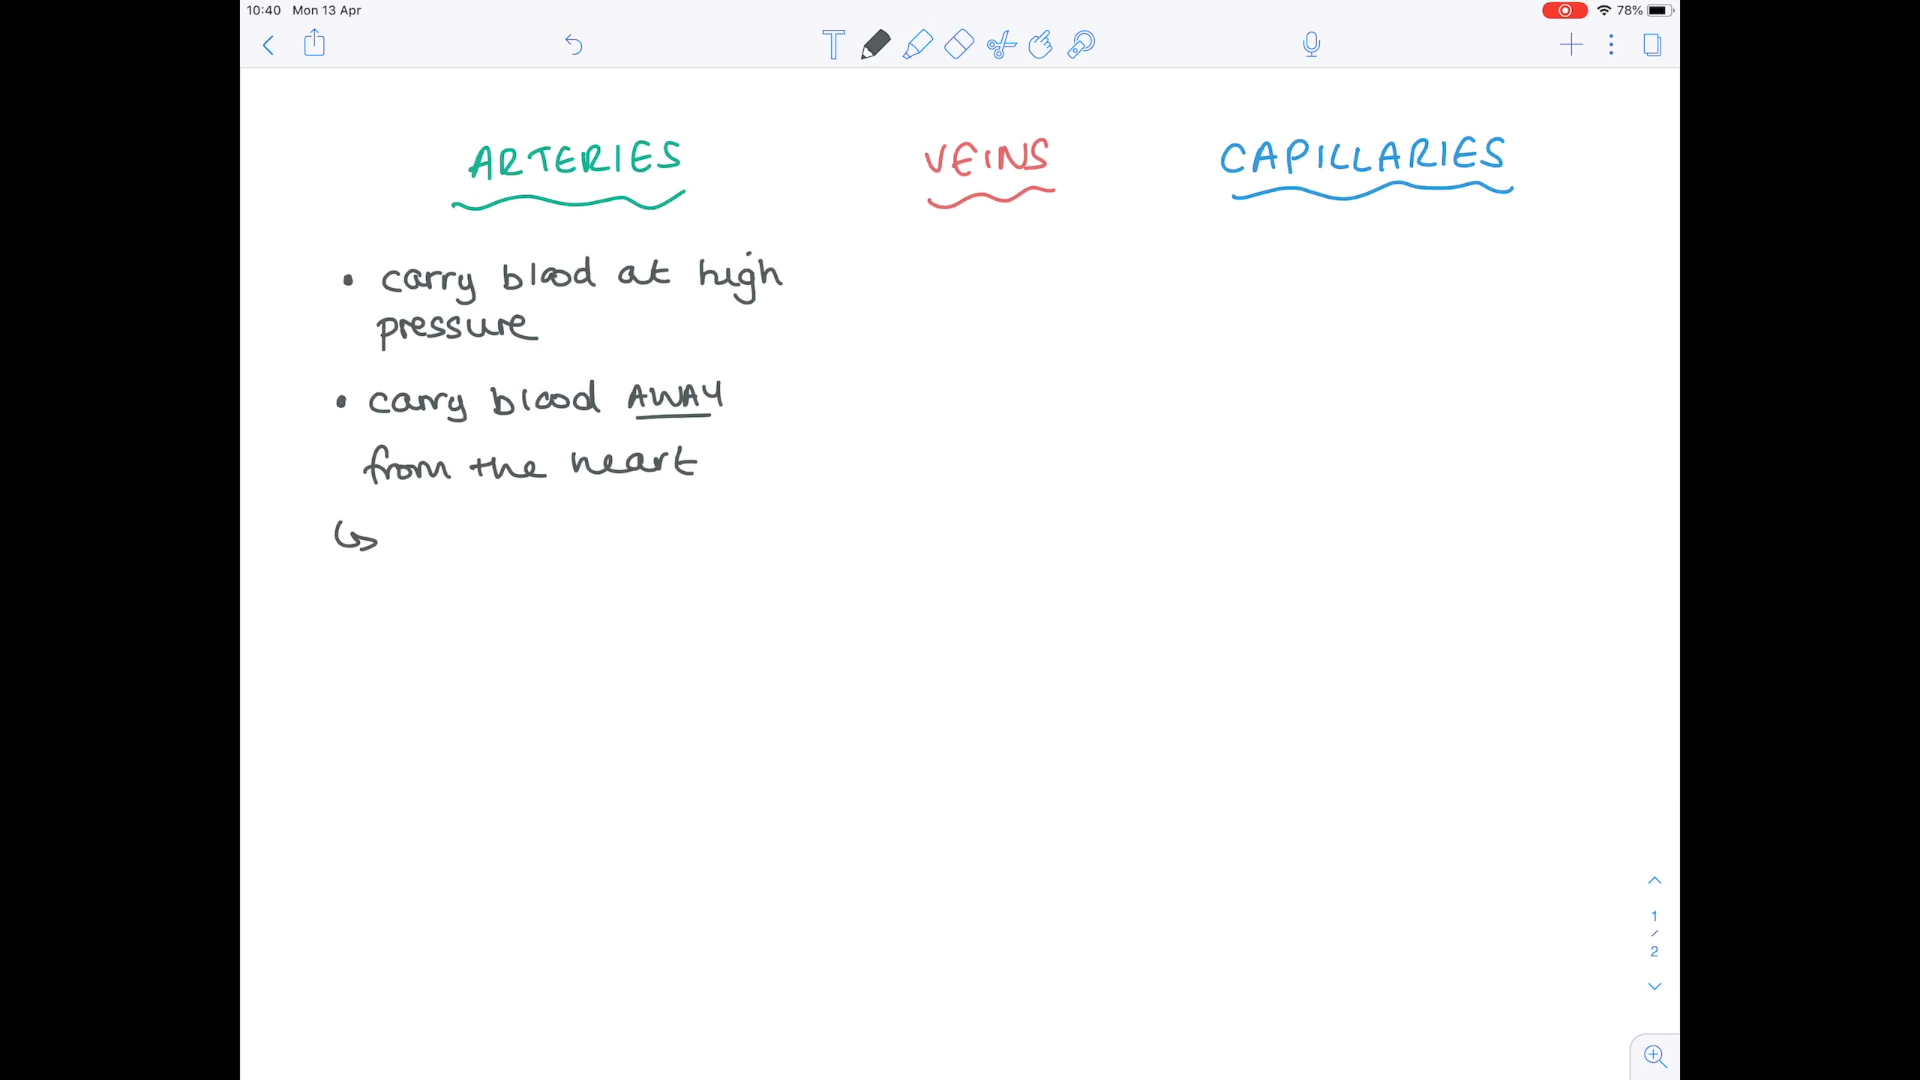 10:40 Mon 13 Apr
78%
T
ARTERIES VEINS CAPILLARIES
• carry blood at high
pressure
• carry blood AWAY
from the heart
↳
1
/
2